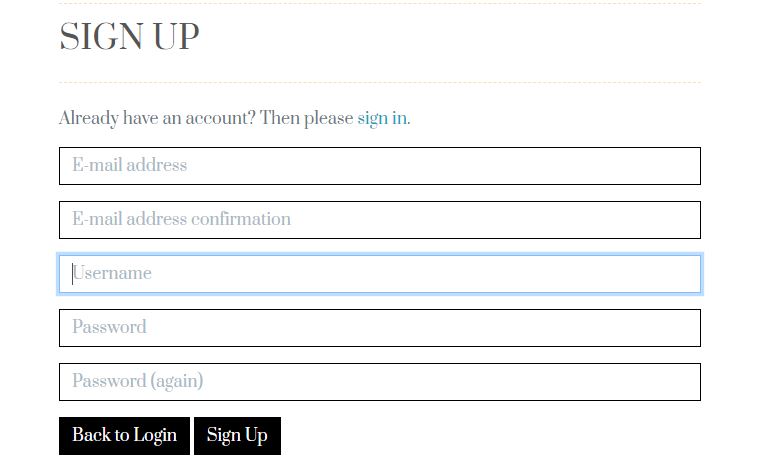 SIGN UP
Already have an account? Then please sign in.
E-mail address
E-mail address confirmation
Username
Password
Password (again)
Back to Login Sign Up